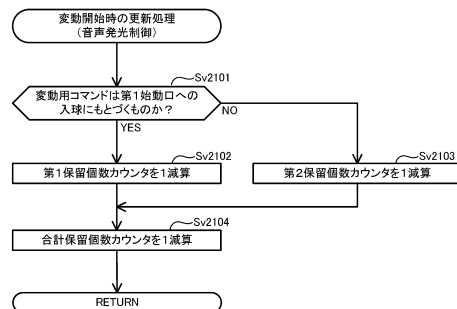 変動開始時の更新処理
(音声発光制御)
Sv2101
変動用コマンドは第1始動口への
入球にもとづくものか?
NO
YES
Sv2102
第1保留個数カウンタを1減算
Sv2103
第2保留個数カウンタを1減算
Sv2104
合計保留個数カウンタを1減算
RETURN